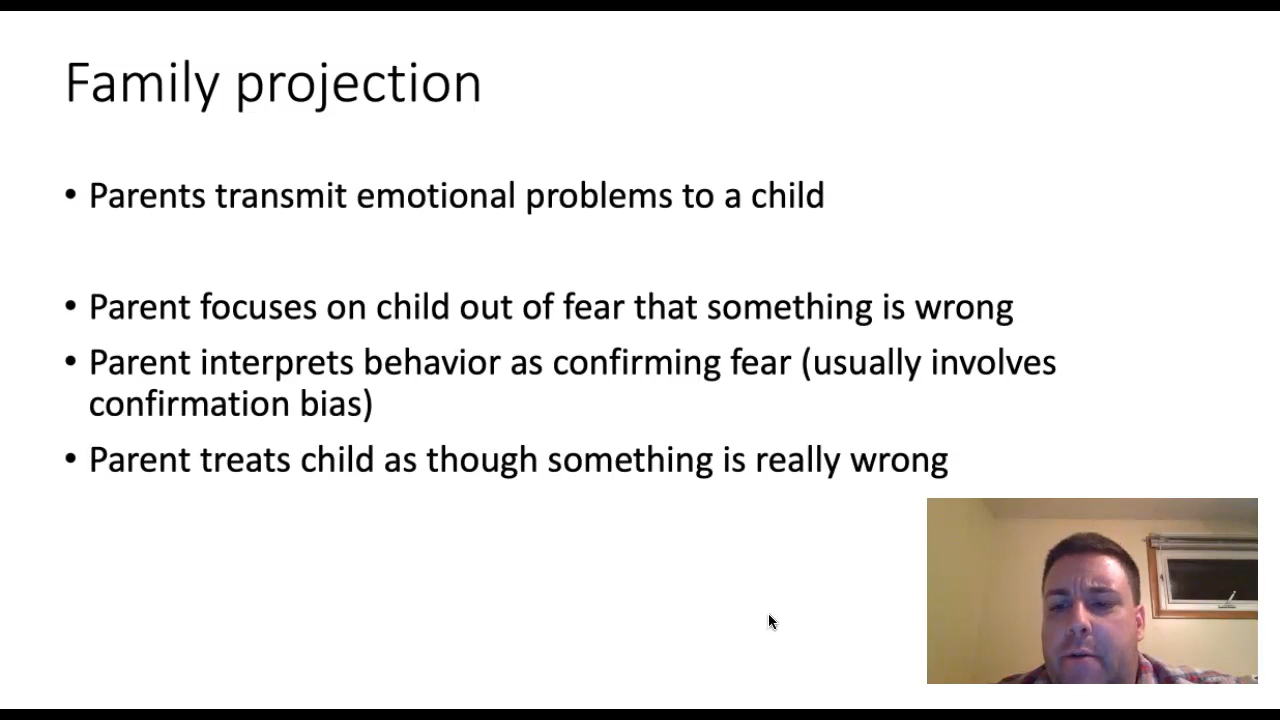 Family projection
• Parents transmit emotional problems to a child
• Parent focuses on child out of fear that something is wrong
• Parent interprets behavior as confirming fear (usually involves
confirmation bias)
• Parent treats child as though something is really wrong